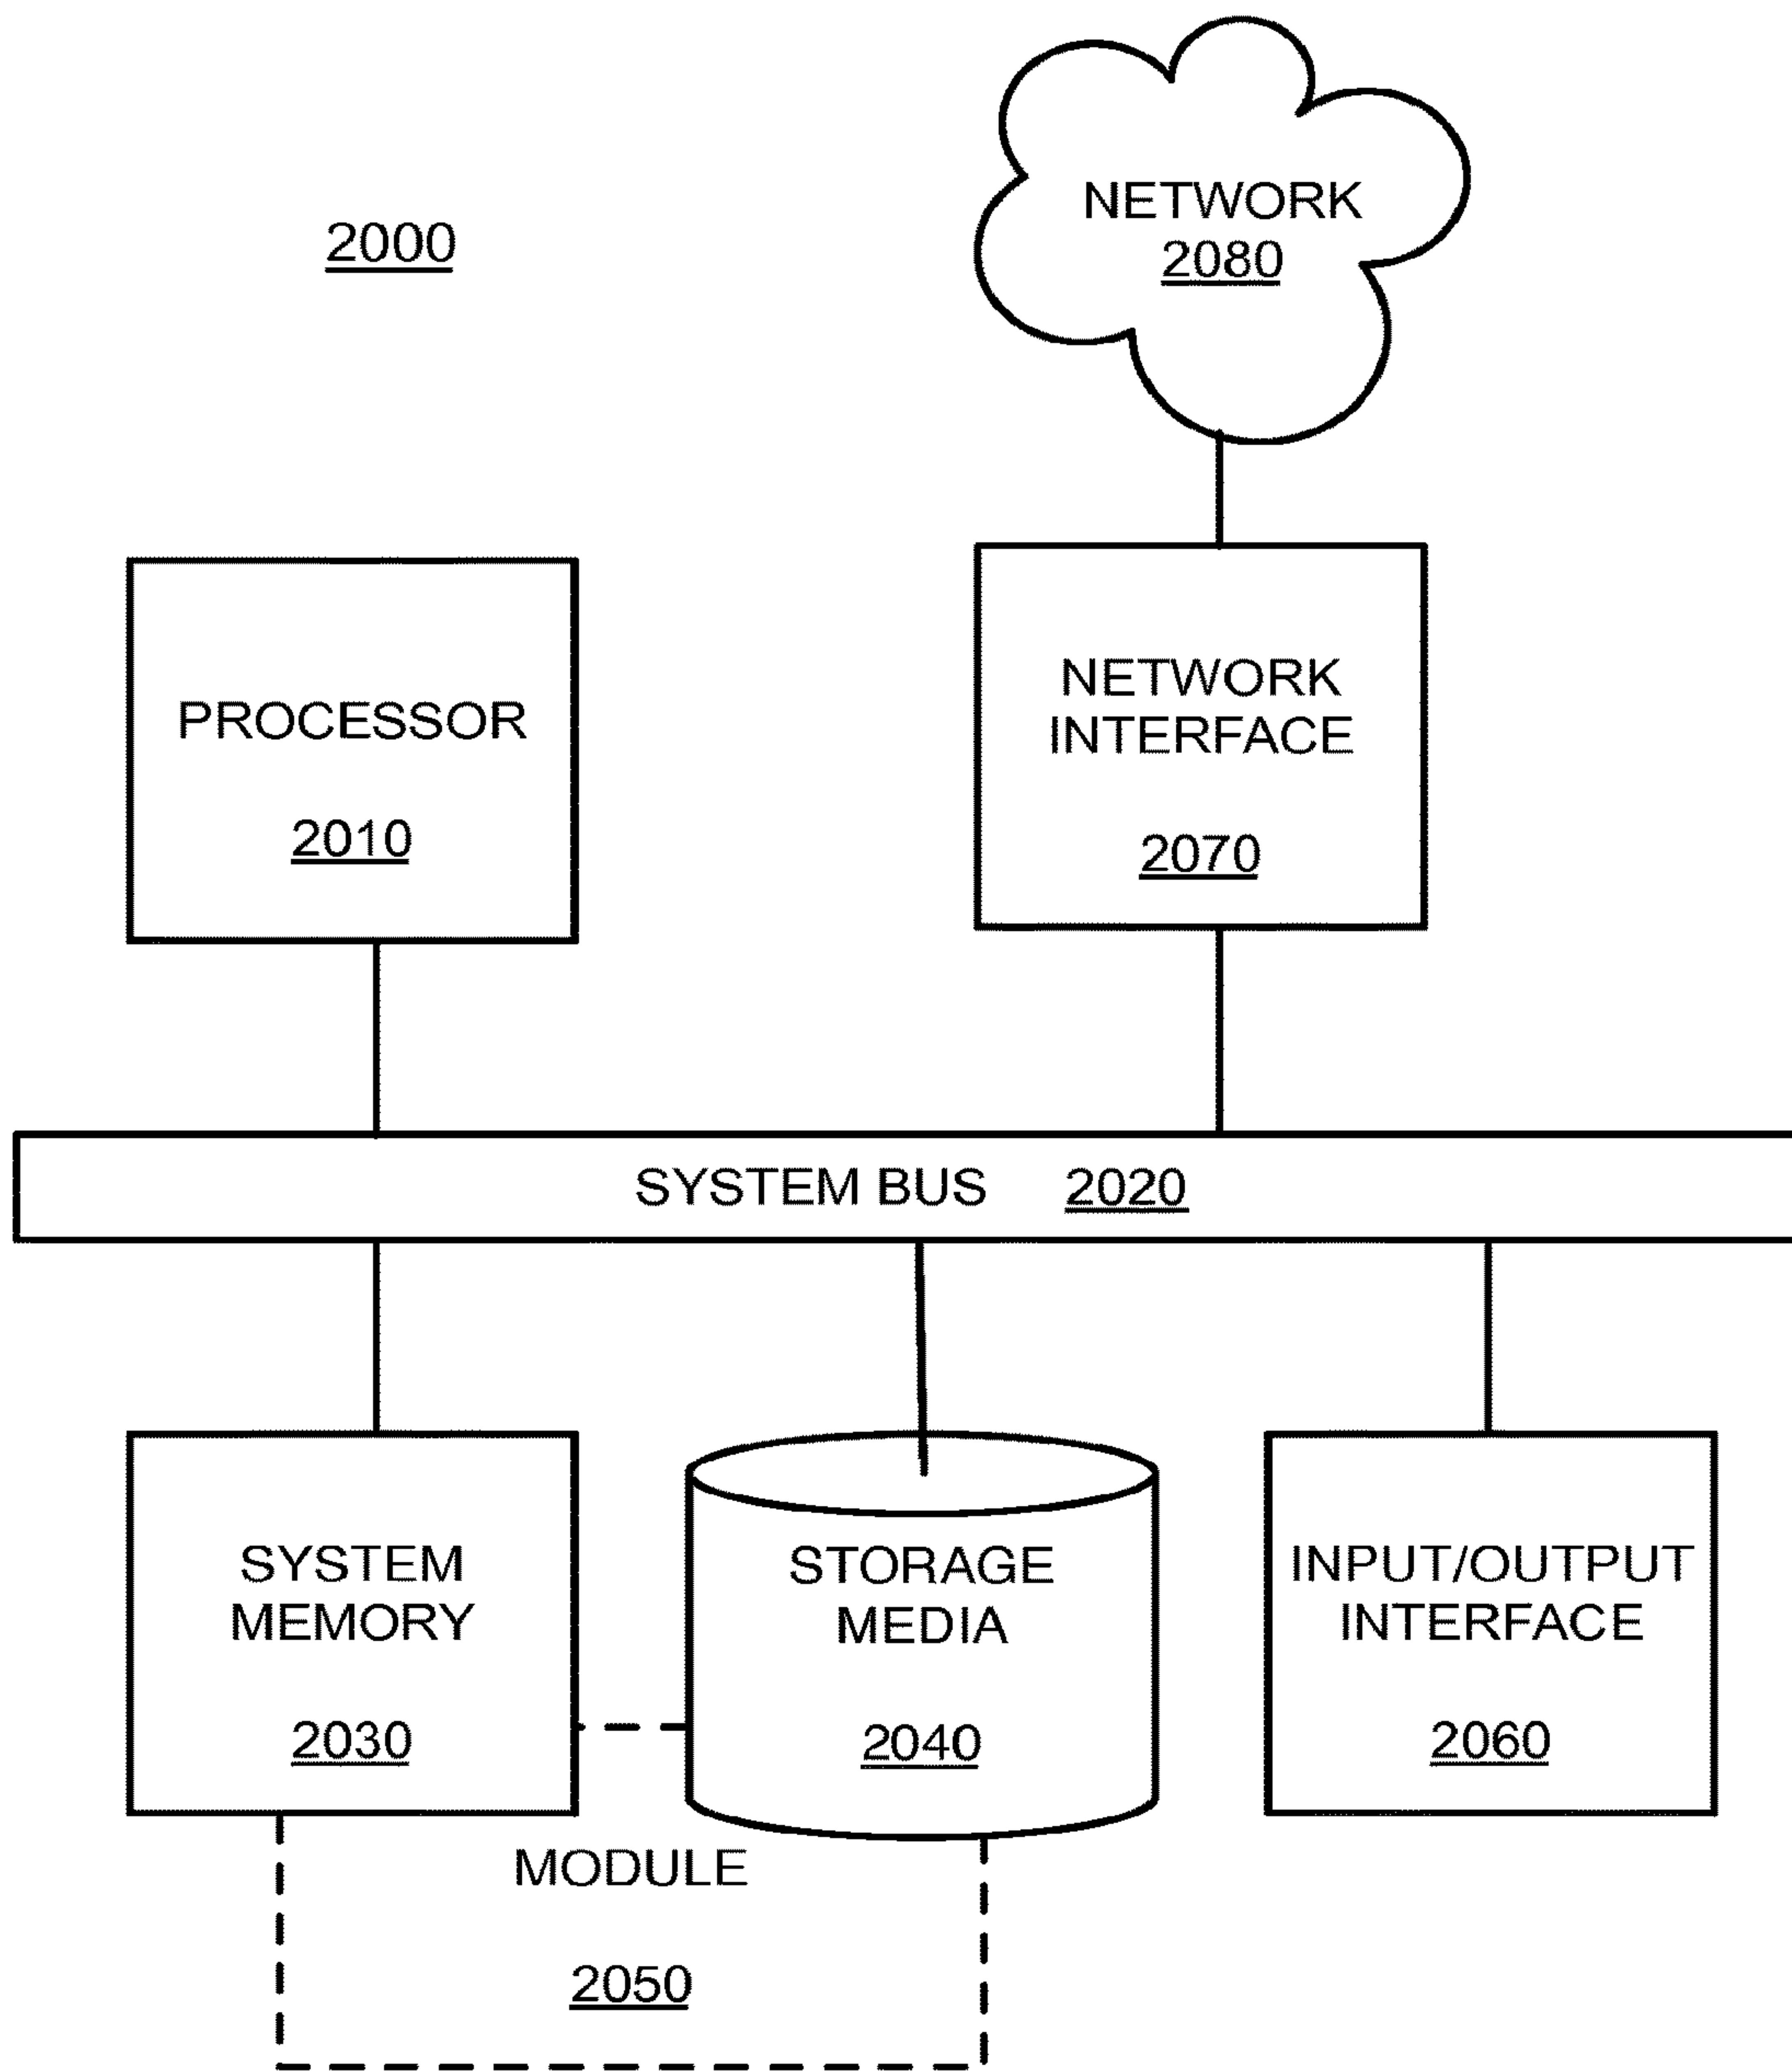 2000
NETWORK
2080
PROCESSOR
2010
NETWORK
INTERFACE
2070
SYSTEM BUS 2020
SYSTEM
MEMORY
2030
STORAGE
MEDIA
2040
INPUT/OUTPUT
INTERFACE
2060
MODULE
2050